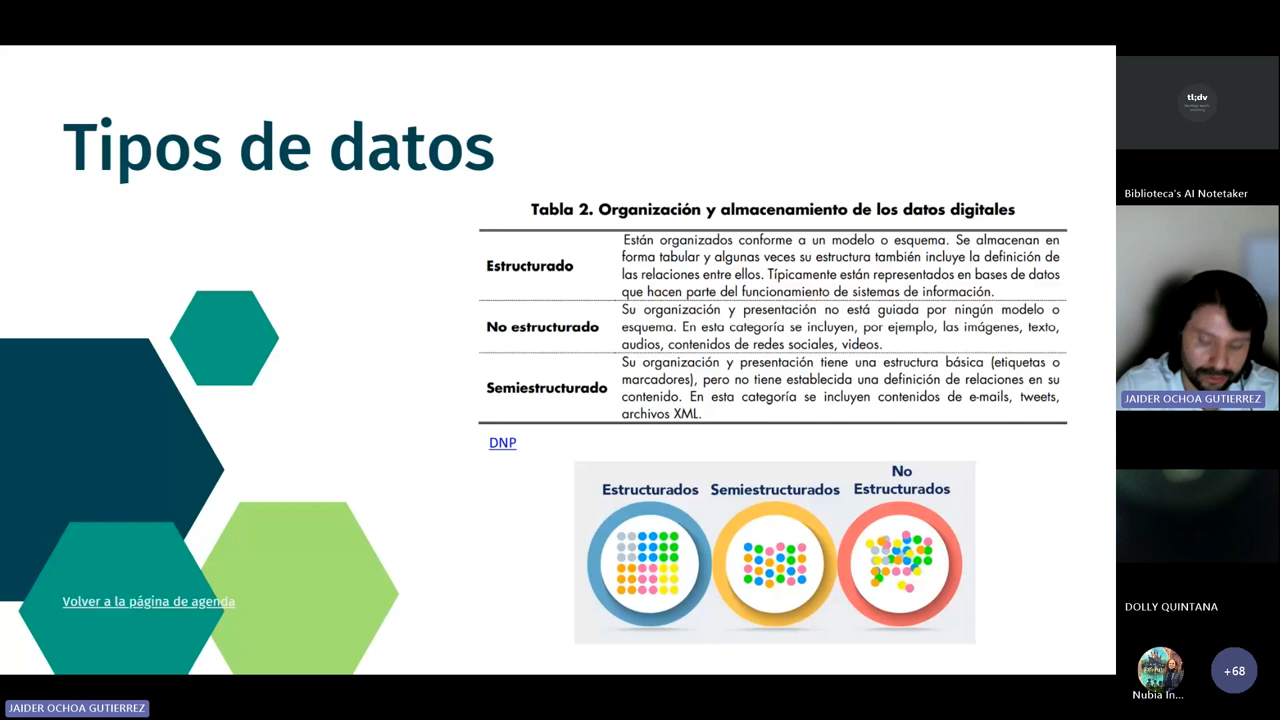 Tipos de datos
Tabla 2. Organización y almacenamiento de los datos digitales
Estructurado
Están organizados conforme a un modelo o esquema. Se almacenan en
forma tabular y algunas veces su estructura también incluye la definición de
las relaciones entre ellos. Típicamente están representados en bases de datos
que hacen parte del funcionamiento de sistemas de información.
No estructurado
Su organización y presentación no está guiada por ningún modelo o
esquema. En esta categoría se incluyen, por ejemplo, las imágenes, texto,
audios, contenidos de redes sociales, videos.
Semiestructurado
Su organización y presentación tiene una estructura básica (etiquetas o
marcadores), pero no tiene establecida una definición de relaciones en su
contenido. En esta categoría se incluyen contenidos de e-mails, tweets,
archivos XML.
DNP
Estructurados
Semiestructurados
No
Estructurados
Volver a la página de agenda
JAIDER OCHOA GUTIERREZ
tl;dv
Biblioteca's AI Notetaker
JAIDER OCHOA GUTIERREZ
DOLLY QUINTANA
Nubia In...
+68